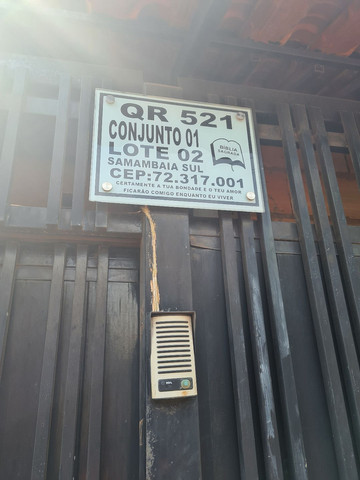 QR 521
CONJUNTO 01
LOTE 02
SAMAMBAIA SUL
CEP:72.317.001
CERTAMENTE A TUA BONDADE E O TEU AMOR
FICARÃO COMIGO ENQUANTO EU VIVER
BÍBLIA
SAGRADA